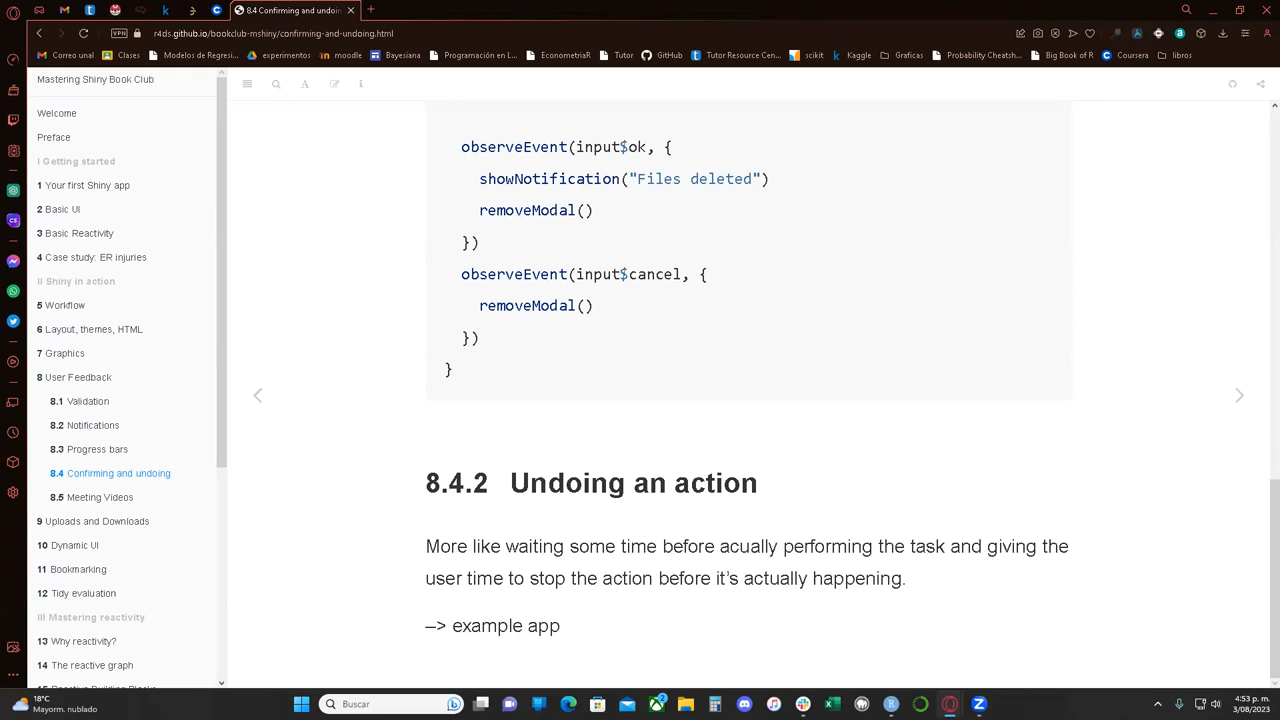 8.4 Confirming and undoin
VPN
r4ds.github.io/bookclub-mshiny/confirming-and-undoing.html
Correo unal
Clases
Modelos de Regresi...
experimentos
moodle
Bayesiana
Programación en L...
EconometriaR
Tutor
GitHub
Tutor Resource Cen...
scikit
Kaggle
Graficas
Probability Cheatsh...
Big Book of R
Coursera
libros
Mastering Shiny Book Club
Welcome
Preface
I Getting started
1 Your first Shiny app
2 Basic UI
3 Basic Reactivity
4 Case study: ER injuries
II Shiny in action
5 Workflow
6 Layout, themes, HTML
7 Graphics
8 User Feedback
8.1 Validation
8.2 Notifications
8.3 Progress bars
8.4 Confirming and undoing
8.5 Meeting Videos
9 Uploads and Downloads
10 Dynamic UI
11 Bookmarking
12 Tidy evaluation
III Mastering reactivity
13 Why reactivity?
14 The reactive graph
observeEvent(input$ok, {
showNotification("Files deleted")
removeModal()
})
observeEvent(input$cancel, {
removeModal()
})
}
8.4.2 Undoing an action
More like waiting some time before acually performing the task and giving the
user time to stop the action before it's actually happening.
–> example app
18°C
Mayorm. nublado
Buscar
4:53 p. m.
3/08/2023